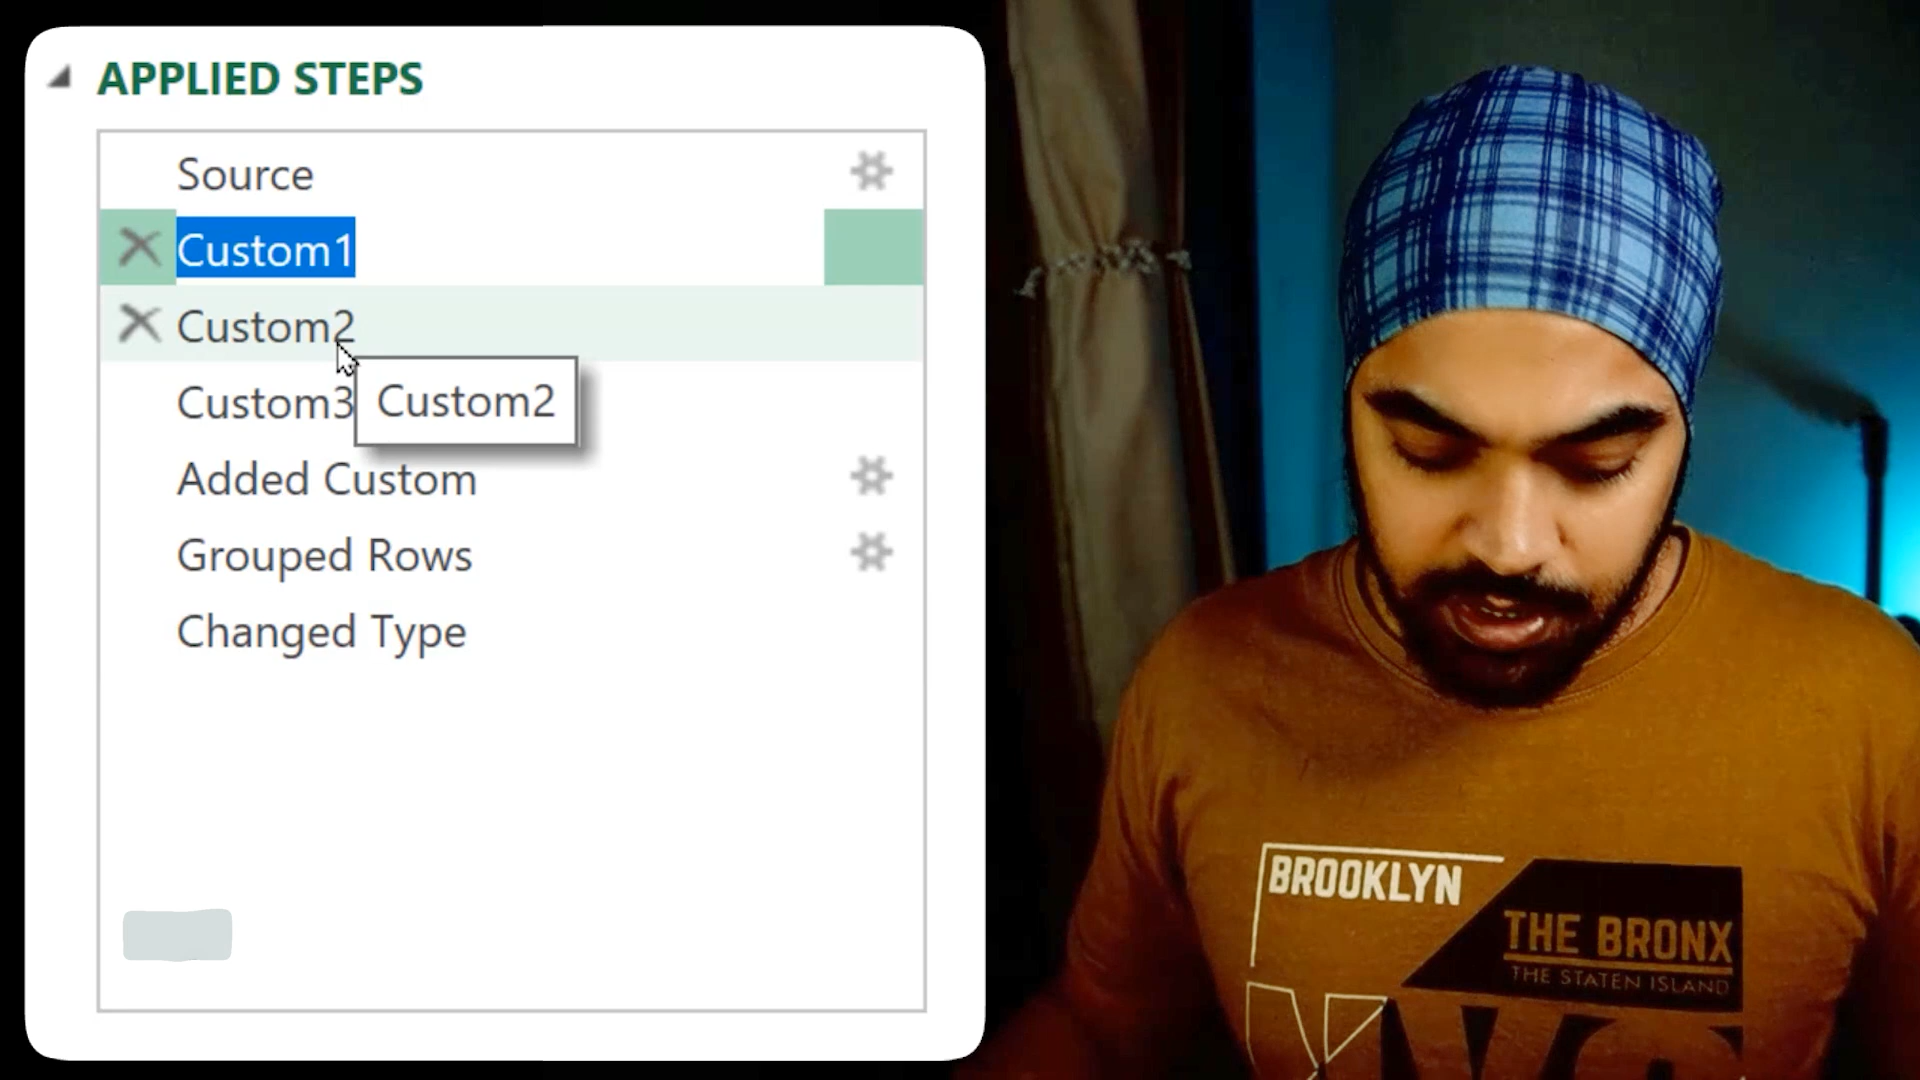 APPLIED STEPS
Source
Custom1
Custom2
Custom3
Custom2
Added Custom
Grouped Rows
Changed Type
BROOKLYN
THE BRONX
THE STATEN ISLAND